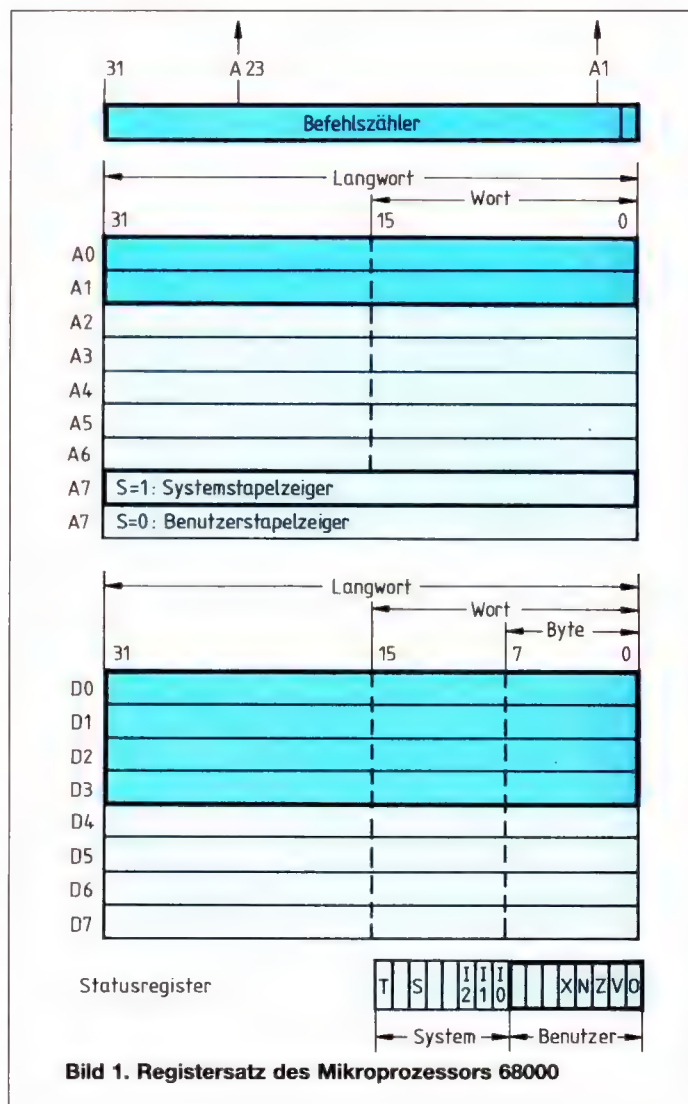 31 A 23 A1
Befehlszähler
Langwort
Wort
31 15 0
A0
A1
A2
A3
A4
A5
A6
A7 S=1: Systemstapelzeiger
A7 S=0: Benutzerstapelzeiger
Langwort
Wort
Byte
31 15 7 0
D0
D1
D2
D3
D4
D5
D6
D7
Statusregister T S I2 I1 I0 X N Z V 0
System Benutzer
Bild 1. Registersatz des Mikroprozessors 68000